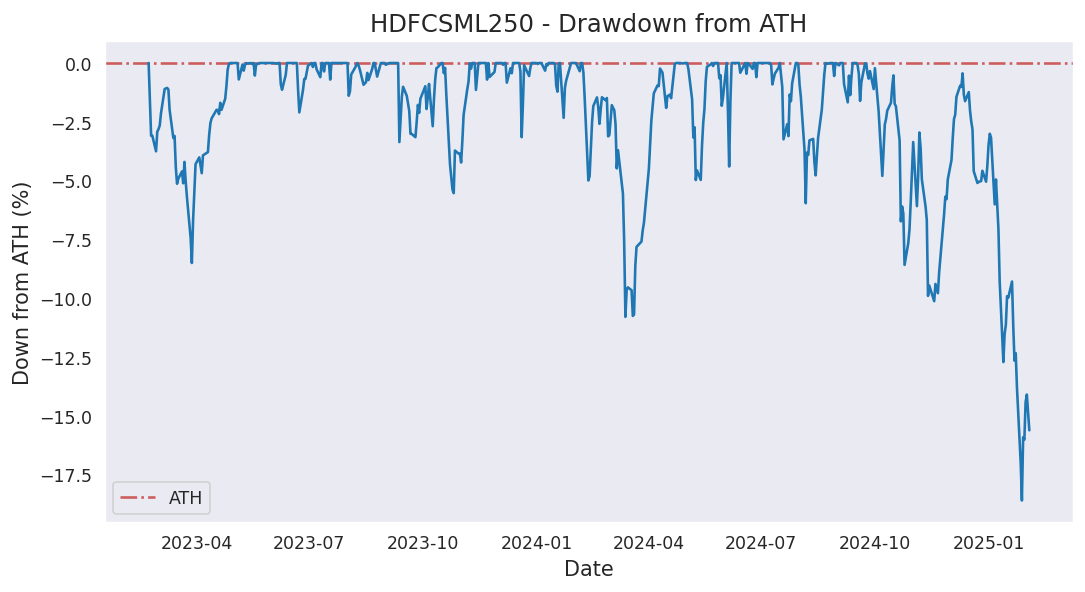 HDFCSML250 - Drawdown from ATH
Down from ATH (%)
0.0
−2.5
−5.0
−7.5
−10.0
−12.5
−15.0
−17.5
ATH
2023-04 2023-07 2023-10 2024-01 2024-04 2024-07 2024-10 2025-01
Date